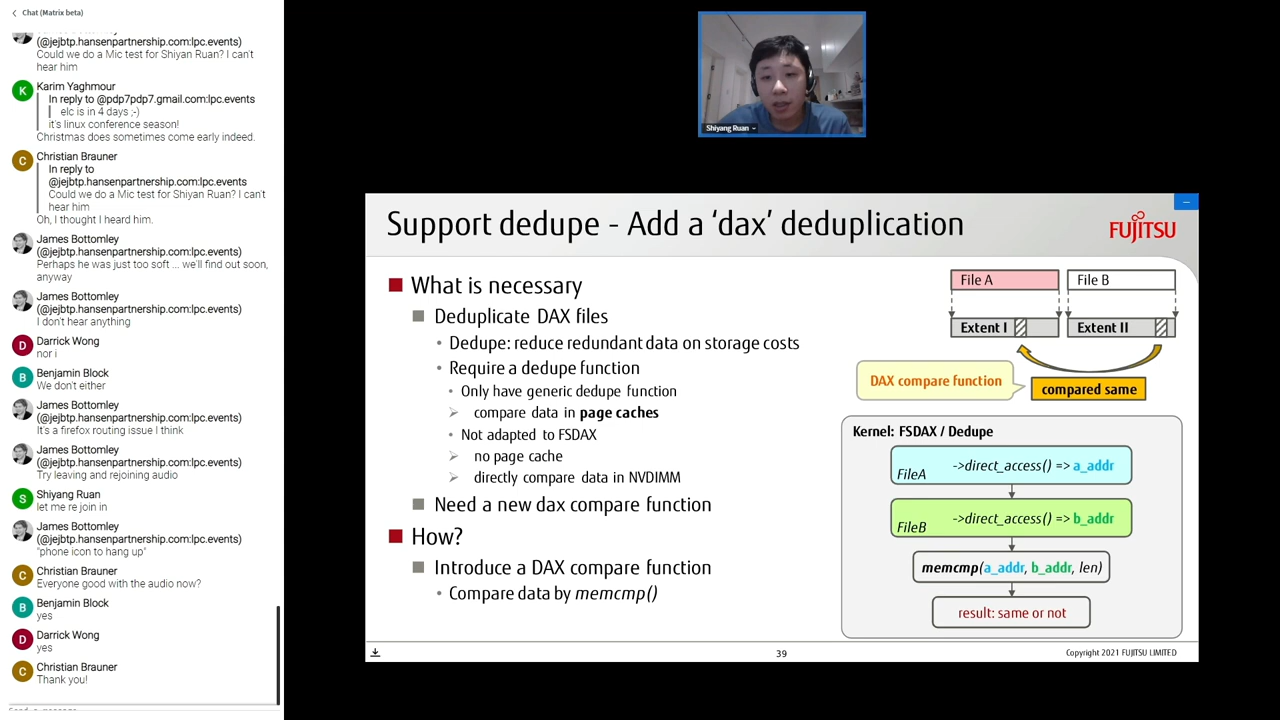 Chat (Matrix beta)
(@jejbtp.hansenpartnership.com:lpc.events)
Could we do a Mic test for Shiyan Ruan? I can't
hear him
K
Karim Yaghmour
In reply to @pdp7pdp7.gmail.com:lpc.events
elc is in 4 days ;-)
it's linux conference season!
Christmas does sometimes come early indeed.
C
Christian Brauner
In reply to
@jejbtp.hansenpartnership.com:lpc.events
Could we do a Mic test for Shiyan Ruan? I can't
hear him
Oh, I thought I heard him.
James Bottomley
(@jejbtp.hansenpartnership.com:lpc.events)
Perhaps he was just too soft ... we'll find out soon,
anyway
James Bottomley
(@jejbtp.hansenpartnership.com:lpc.events)
I don't hear anything
D
Darrick Wong
nor i
B
Benjamin Block
We don't either
James Bottomley
(@jejbtp.hansenpartnership.com:lpc.events)
It's a firefox routing issue I think
James Bottomley
(@jejbtp.hansenpartnership.com:lpc.events)
Try leaving and rejoining audio
S
Shiyang Ruan
let me re join in
James Bottomley
(@jejbtp.hansenpartnership.com:lpc.events)
"phone icon to hang up"
C
Christian Brauner
Everyone good with the audio now?
B
Benjamin Block
yes
D
Darrick Wong
yes
C
Christian Brauner
Thank you!
Shiyang Ruan
Support dedupe - Add a ‘dax’ deduplication
FUJITSU
What is necessary
Deduplicate DAX files
Dedupe: reduce redundant data on storage costs
Require a dedupe function
Only have generic dedupe function
compare data in page caches
Not adapted to FSDAX
no page cache
directly compare data in NVDIMM
Need a new dax compare function
How?
Introduce a DAX compare function
Compare data by memcmp()
File A
File B
Extent I
Extent II
DAX compare function
compared same
Kernel: FSDAX / Dedupe
FileA ->direct_access() => a_addr
FileB ->direct_access() => b_addr
memcmp(a_addr, b_addr, len)
result: same or not
39
Copyright 2021 FUJITSU LIMITED